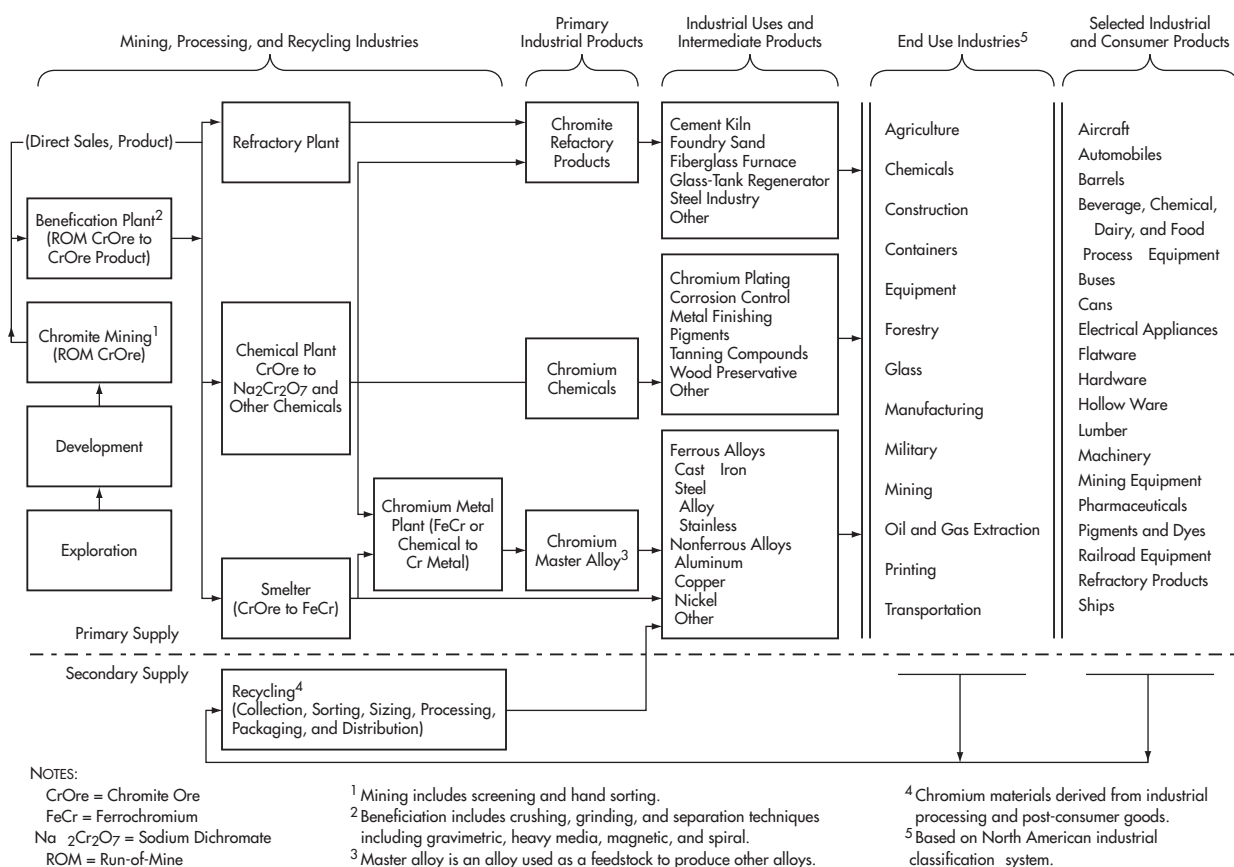 Mining, Processing, and Recycling Industries
Primary
Industrial Products
Industrial Uses and
Intermediate Products
End Use Industries5
Selected Industrial
and Consumer Products
(Direct Sales, Product)
Benefication Plant2
(ROM CrOre to
CrOre Product)
Chromite Mining1
(ROM CrOre)
Development
Exploration
Refractory Plant
Chemical Plant
CrOre to
Na2Cr2O7 and
Other Chemicals
Smelter
(CrOre to FeCr)
Chromium Metal
Plant (FeCr or
Chemical to
Cr Metal)
Chromite
Refactory
Products
Chromium
Chemicals
Chromium
Master Alloy3
Cement Kiln
Foundry Sand
Fiberglass Furnace
Glass-Tank Regenerator
Steel Industry
Other
Chromium Plating
Corrosion Control
Metal Finishing
Pigments
Tanning Compounds
Wood Preservative
Other
Ferrous Alloys
Cast Iron
Steel
Alloy
Stainless
Nonferrous Alloys
Aluminum
Copper
Nickel
Other
Agriculture
Chemicals
Construction
Containers
Equipment
Forestry
Glass
Manufacturing
Military
Mining
Oil and Gas Extraction
Printing
Transportation
Aircraft
Automobiles
Barrels
Beverage, Chemical,
Dairy, and Food
Process Equipment
Buses
Cans
Electrical Appliances
Flatware
Hardware
Hollow Ware
Lumber
Machinery
Mining Equipment
Pharmaceuticals
Pigments and Dyes
Railroad Equipment
Refractory Products
Ships
Primary Supply
Secondary Supply
Recycling4
(Collection, Sorting, Sizing, Processing,
Packaging, and Distribution)
NOTES:
CrOre = Chromite Ore
FeCr = Ferrochromium
Na 2Cr2O7 = Sodium Dichromate
ROM = Run-of-Mine
1 Mining includes screening and hand sorting.
2 Beneficiation includes crushing, grinding, and separation techniques
including gravimetric, heavy media, magnetic, and spiral.
3 Master alloy is an alloy used as a feedstock to produce other alloys.
4 Chromium materials derived from industrial
processing and post-consumer goods.
5 Based on North American industrial
classification system.